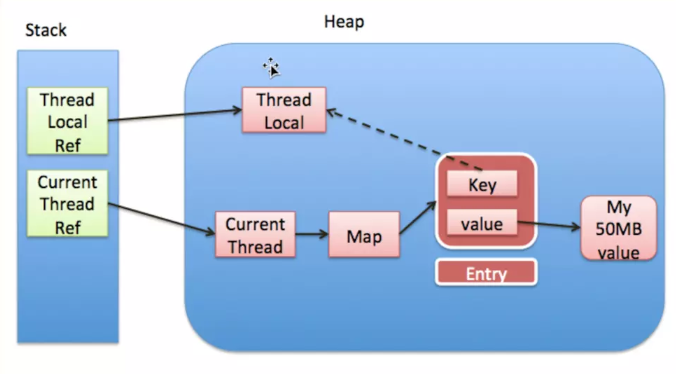 Stack
Heap
Thread
Local
Ref
Thread
Local
Current
Thread
Ref
Current
Thread
Map
Key
value
Entry
My
50MB
value